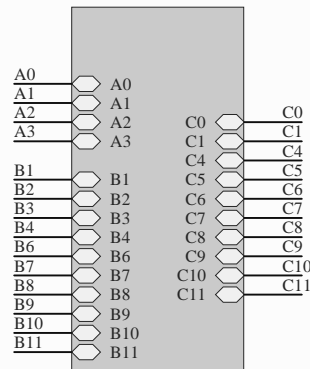 A0 A0
A1 A1
A2 A2
A3 A3
B1 B1
B2 B2
B3 B3
B4 B4
B6 B6
B7 B7
B8 B8
B9 B9
B10 B10
B11 B11
C0 C0
C1 C1
C4 C4
C5 C5
C6 C6
C7 C7
C8 C8
C9 C9
C10 C10
C11 C11